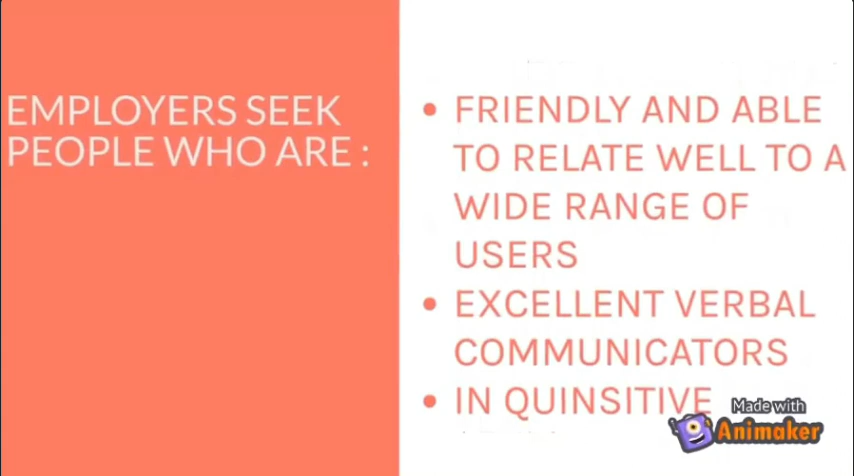 EMPLOYERS SEEK
PEOPLE WHO ARE :
• FRIENDLY AND ABLE
TO RELATE WELL TO A
WIDE RANGE OF
USERS
• EXCELLENT VERBAL
COMMUNICATORS
• IN QUINSITIVE
Made with
Animaker